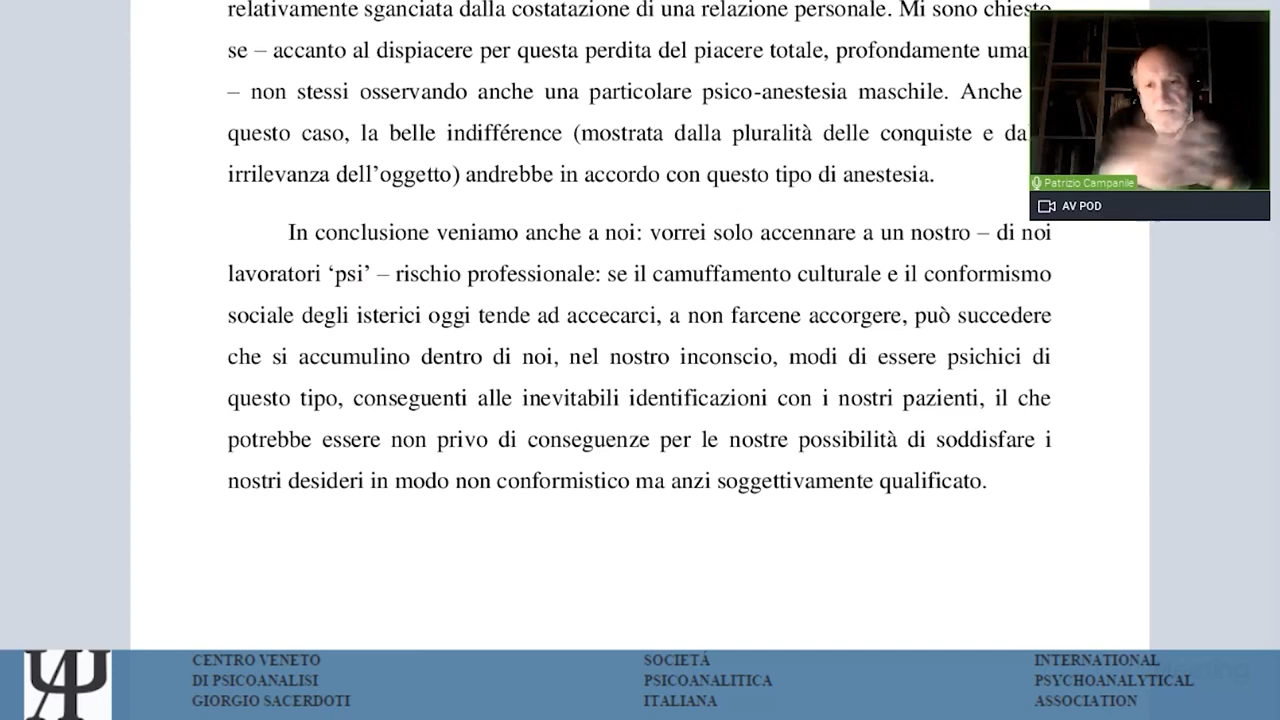 relativamente sganciata dalla costatazione di una relazione personale. Mi sono chiesto
se – accanto al dispiacere per questa perdita del piacere totale, profondamente uma
– non stessi osservando anche una particolare psico-anestesia maschile. Anche
questo caso, la belle indifférence (mostrata dalla pluralità delle conquiste e da
irrilevanza dell’oggetto) andrebbe in accordo con questo tipo di anestesia.
In conclusione veniamo anche a noi: vorrei solo accennare a un nostro – di noi
lavoratori ‘psi’ – rischio professionale: se il camuffamento culturale e il conformismo
sociale degli isterici oggi tende ad accecarci, a non farcene accorgere, può succedere
che si accumulino dentro di noi, nel nostro inconscio, modi di essere psichici di
questo tipo, conseguenti alle inevitabili identificazioni con i nostri pazienti, il che
potrebbe essere non privo di conseguenze per le nostre possibilità di soddisfare i
nostri desideri in modo non conformistico ma anzi soggettivamente qualificato.
Patrizio Campanile
AV POD
CENTRO VENETO
DI PSICOANALISI
GIORGIO SACERDOTI
SOCIETÁ
PSICOANALITICA
ITALIANA
INTERNATIONAL
PSYCHOANALYTICAL
ASSOCIATION